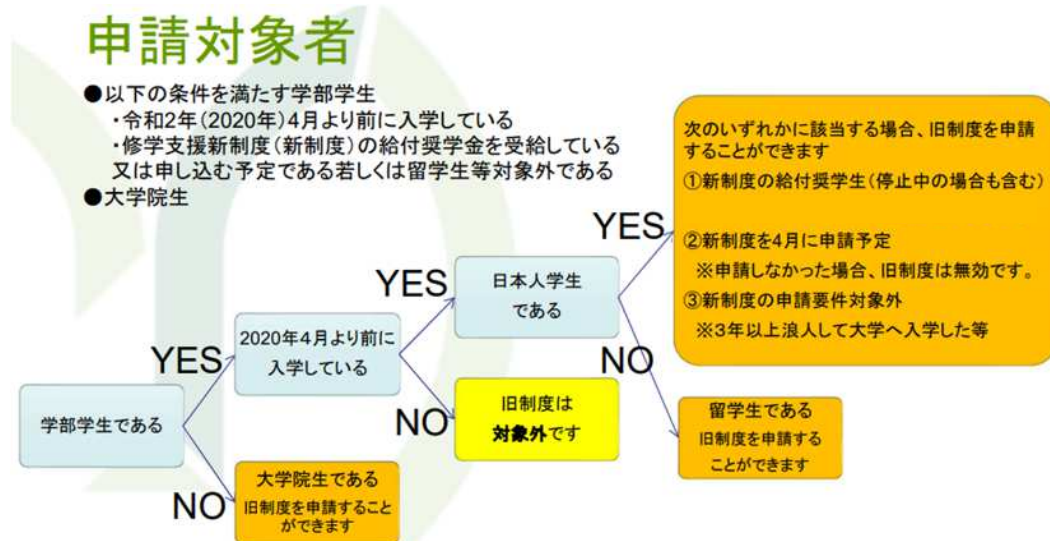 申請対象者
●以下の条件を満たす学部学生
・令和2年(2020年)4月より前に入学している
・修学支援新制度(新制度)の給付奨学金を受給している
又は申し込む予定である若しくは留学生等対象外である
●大学院生
学部学生である
YES
NO
2020年4月より前に
入学している
大学院生である
旧制度を申請すること
ができます
YES
NO
日本人学生
である
旧制度は
対象外です
YES
NO
次のいずれかに該当する場合、旧制度を申請
することができます
①新制度の給付奨学生(停止中の場合も含む)
②新制度を4月に申請予定
※申請しなかった場合、旧制度は無効です。
③新制度の申請要件対象外
※3年以上浪人して大学へ入学した等
留学生である
旧制度を申請する
ことができます